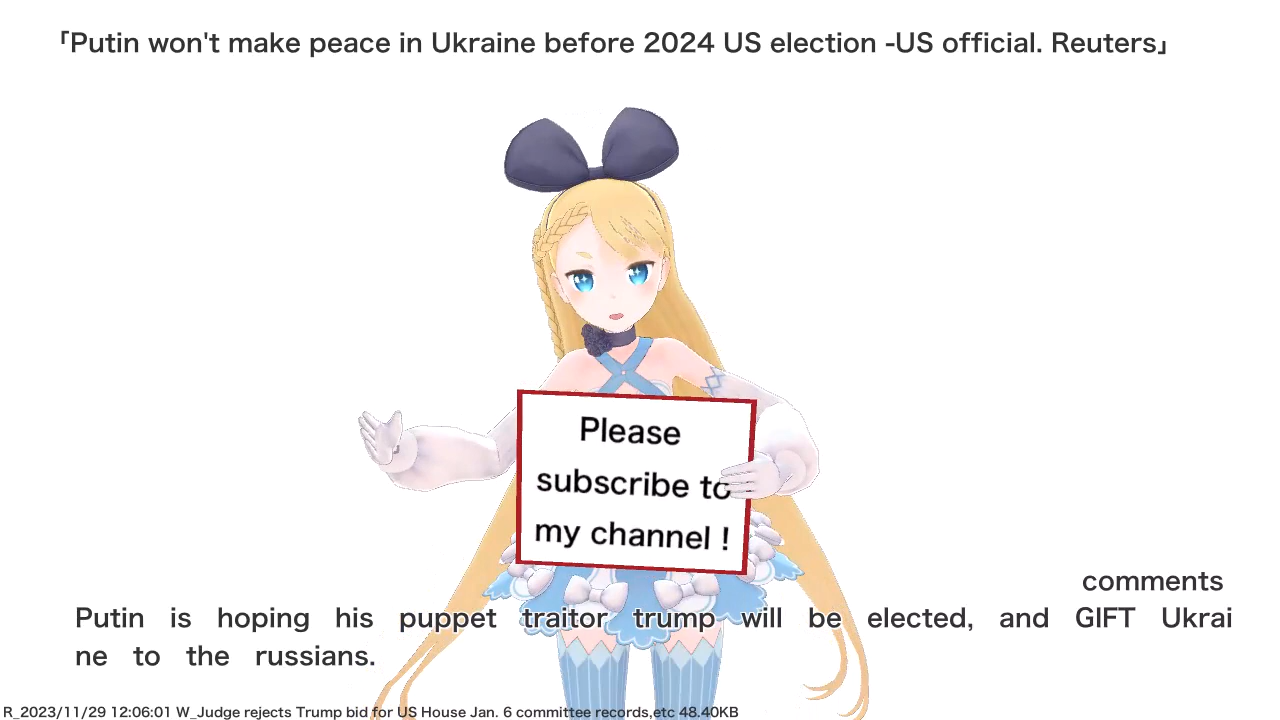 「Putin won't make peace in Ukraine before 2024 US election -US official. Reuters」
Please
subscribe to
my channel !
comments
Putin is hoping his puppet traitor trump will be elected, and GIFT Ukrai
ne to the russians.
R_2023/11/29 12:06:01 W_Judge rejects Trump bid for US House Jan. 6 committee records,etc 48.40KB